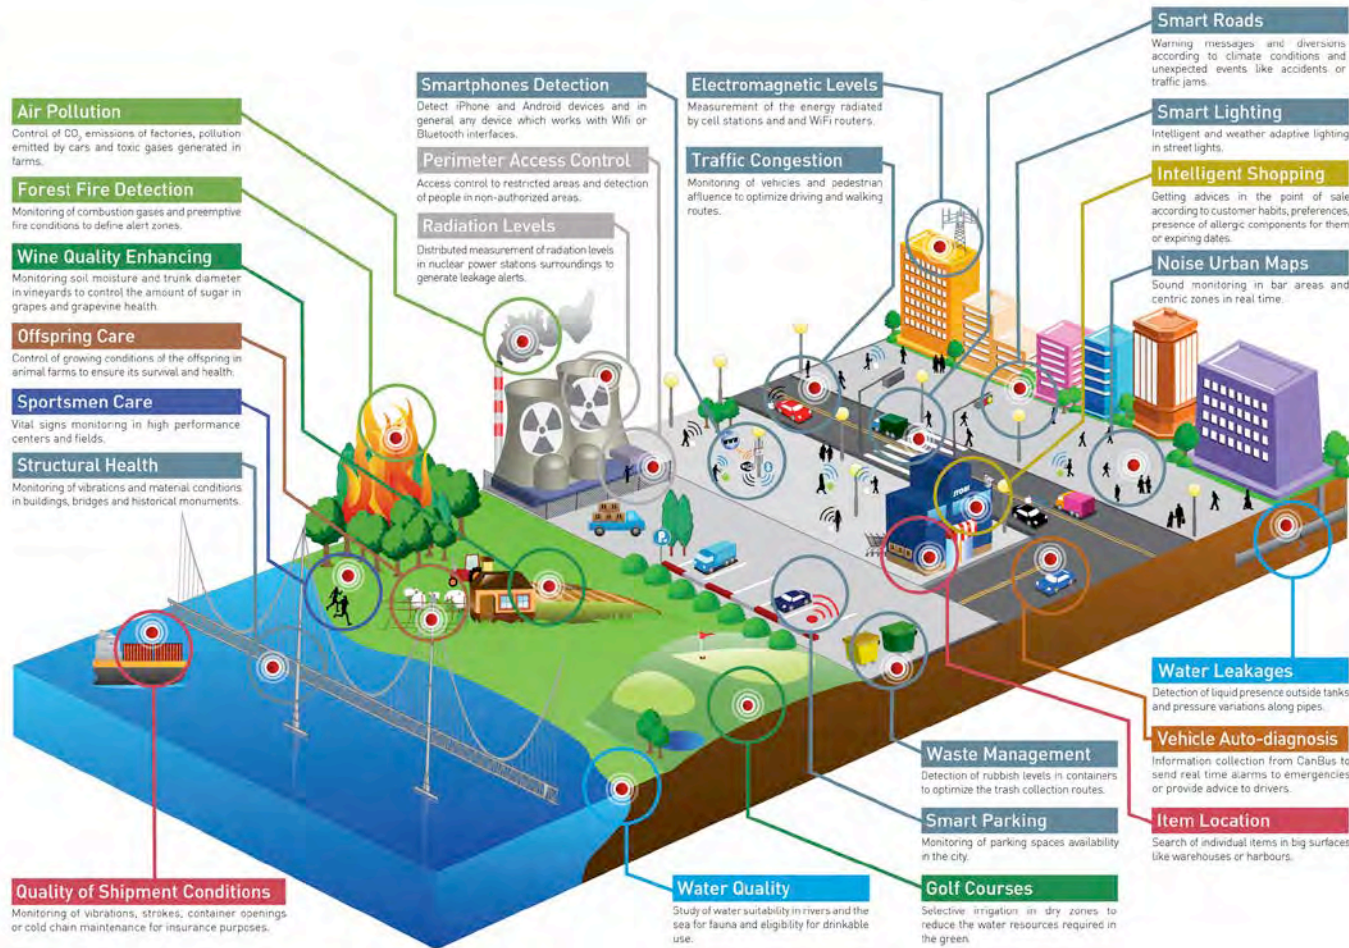 Air Pollution
Control of CO₂ emissions of factories, pollution
emitted by cars and toxic gases generated in
farms.
Forest Fire Detection
Monitoring of combustion gases and preemptive
fire conditions to define alert zones.
Wine Quality Enhancing
Monitoring soil moisture and trunk diameter
in vineyards to control the amount of sugar in
grapes and grapevine health.
Offspring Care
Control of growing conditions of the offspring in
animal farms to ensure its survival and health.
Sportsmen Care
Vital signs monitoring in high performance
centers and fields.
Structural Health
Monitoring of vibrations and material conditions
in buildings, bridges and historical monuments.
Quality of Shipment Conditions
Monitoring of vibrations, strokes, container openings
or cold chain maintenance for insurance purposes.
Smartphones Detection
Detect iPhone and Android devices and in
general any device which works with Wifi or
Bluetooth interfaces.
Perimeter Access Control
Access control to restricted areas and detection
of people in non-authorized areas.
Radiation Levels
Distributed measurement of radiation levels
in nuclear power statons surroundings to
generate leakage alerts.
Electromagnetic Levels
Measurement of the energy radiated
by cell stations and and WiFi routers.
Traffic Congestion
Monitoring of vehicles and pedestrian
affluence to optimize driving and walking
routes.
Smart Roads
Warning messages and diversions
according to climate conditions and
unexpected events like accidents or
traffic jams.
Smart Lighting
Intelligent and weather adaptive lighting
in street lights.
Intelligent Shopping
Getting advices in the point of sale
according to customer habits, preferences,
presence of allergic components for them
or expiring dates.
Noise Urban Maps
Sound monitoring in bar areas and
centric zones in real time.
www
P
Water Leakages
Detection of liquid presence outside tanks
and pressure variations along pipes.
Vehicle Auto-diagnosis
Information collection from CanBus to
send real time alarms to emergencies
or provide advice to drivers.
Item Location
Search of individual items in big surfaces
like warehouses or harbours.
Waste Management
Detection of rubbish levels in containers
to optimize the trash collection routes.
Smart Parking
Monitoring of parking spaces availability
in the city.
Golf Courses
Selective irrigation in dry zones to
reduce the water resources required in
the green.
Water Quality
Study of water suitability in rivers and the
sea for fauna and eligibility for drinkable
use.